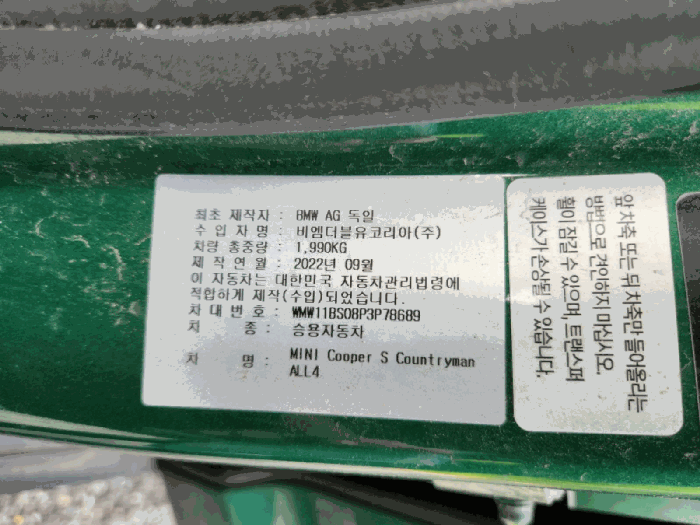 최초 제작자 : BMW AG 독일
수 입 자 명 : 비엠더블유코리아(주)
차량 총중량 : 1,990KG
제 작 연 월 : 2022년 09월
이 자동차는 대한민국 자동차관리법령에
적합하게 제작(수입)되었습니다.
차 대 번 호 : WMW11BS08P3P78689
차 종 : 승용자동차
차 명 : MINI Cooper S Countryman
ALL4
앞 차축 또는 뒤 차축만 들어올리는
방법으로 견인하지 마십시오
휠이 잠길 수 있으며, 트랜스퍼
케이스가 손상될 수 있습니다.